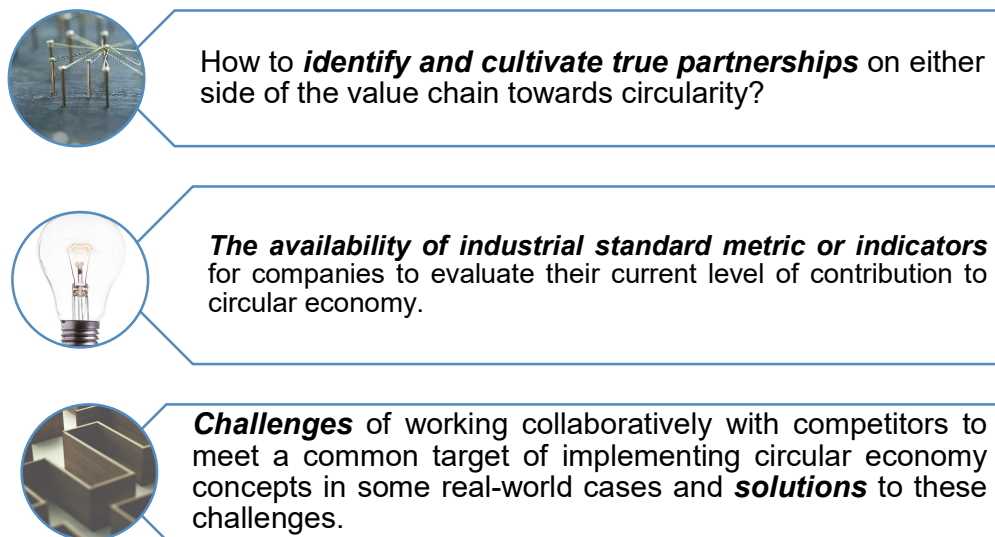 How to identify and cultivate true partnerships on either
side of the value chain towards circularity?
The availability of industrial standard metric or indicators
for companies to evaluate their current level of contribution to
circular economy.
Challenges of working collaboratively with competitors to
meet a common target of implementing circular economy
concepts in some real-world cases and solutions to these
challenges.